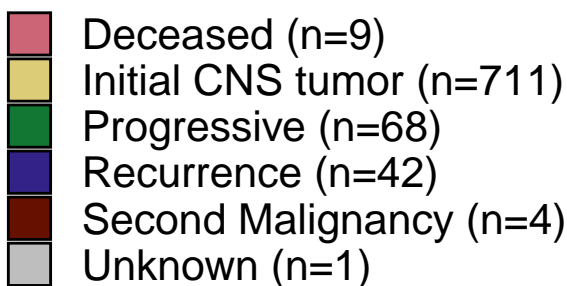 Deceased (n=9)
Initial CNS tumor (n=711)
Progressive (n=68)
Recurrence (n=42)
Second Malignancy (n=4)
Unknown (n=1)